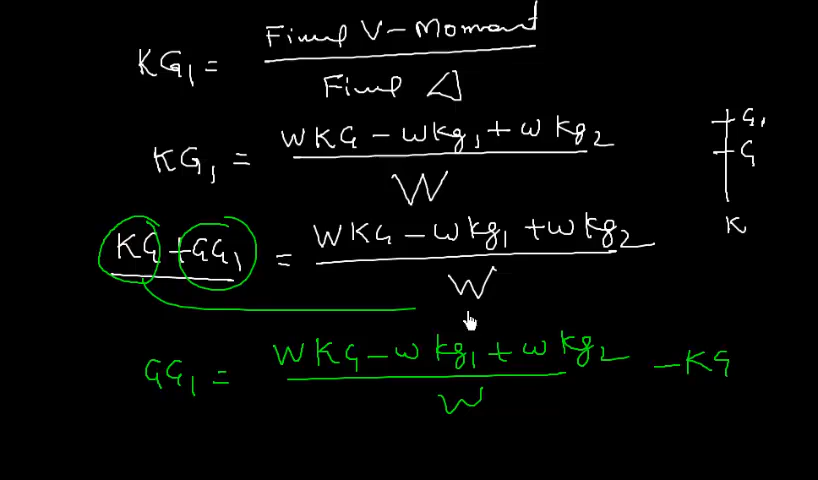 KG₁ = Final V-Moment / Final Δ
KG₁ = WKG - wkg₁ + wkg₂ / W
KG + GG₁ = WKG - wkg₁ + wkg₂ / W
GG₁ = WKG - wkg₁ + wkg₂ / W - KG
G₁
G
K